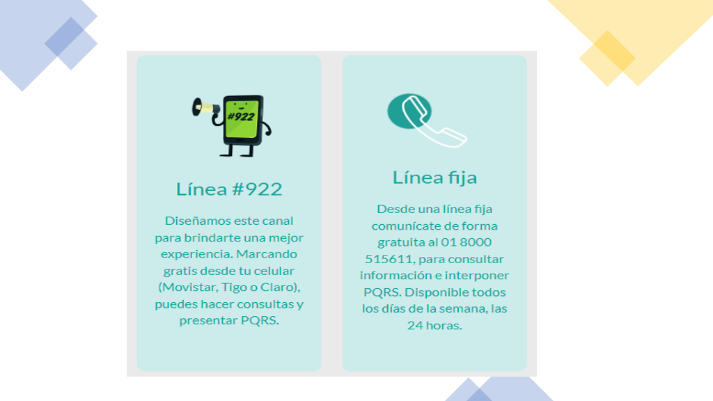 #922
Línea #922
Diseñamos este canal
para brindarte una mejor
experiencia. Marcando
gratis desde tu celular
(Movistar, Tigo o Claro),
puedes hacer consultas y
presentar PQRS.
Línea fija
Desde una línea fija
comunícate de forma
gratuita al 01 8000
515611, para consultar
información e interponer
PQRS. Disponible todos
los días de la semana, las
24 horas.